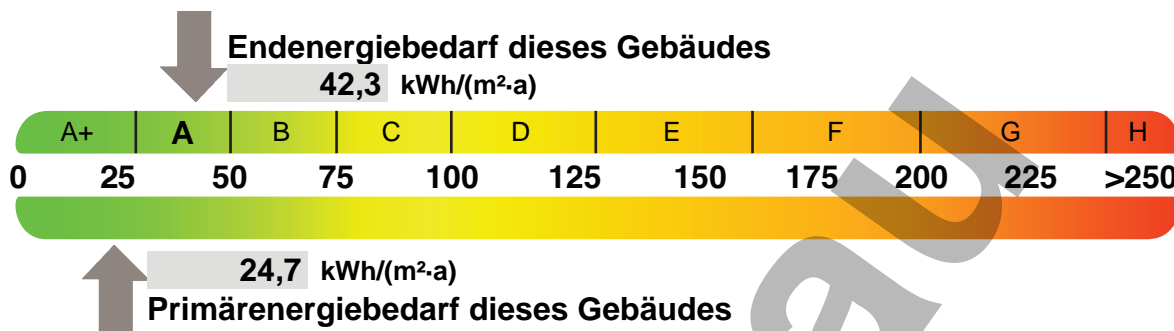 Endenergiebedarf dieses Gebäudes
42,3 kWh/(m²·a)
A+ A B C D E F G H
0 25 50 75 100 125 150 175 200 225 >250
24,7 kWh/(m²·a)
Primärenergiebedarf dieses Gebäudes
au